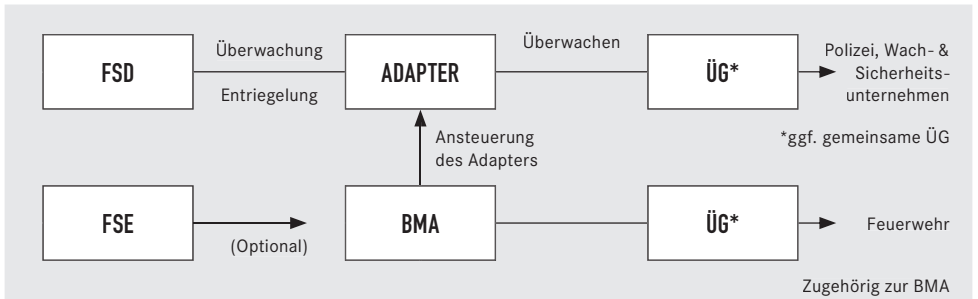 FSD
Überwachung
Entriegelung
ADAPTER
Überwachen
ÜG*
Polizei, Wach- &
Sicherheits-
unternehmen
*ggf. gemeinsame ÜG
Ansteuerung
des Adapters
FSE
(Optional)
BMA
ÜG*
Feuerwehr
Zugehörig zur BMA